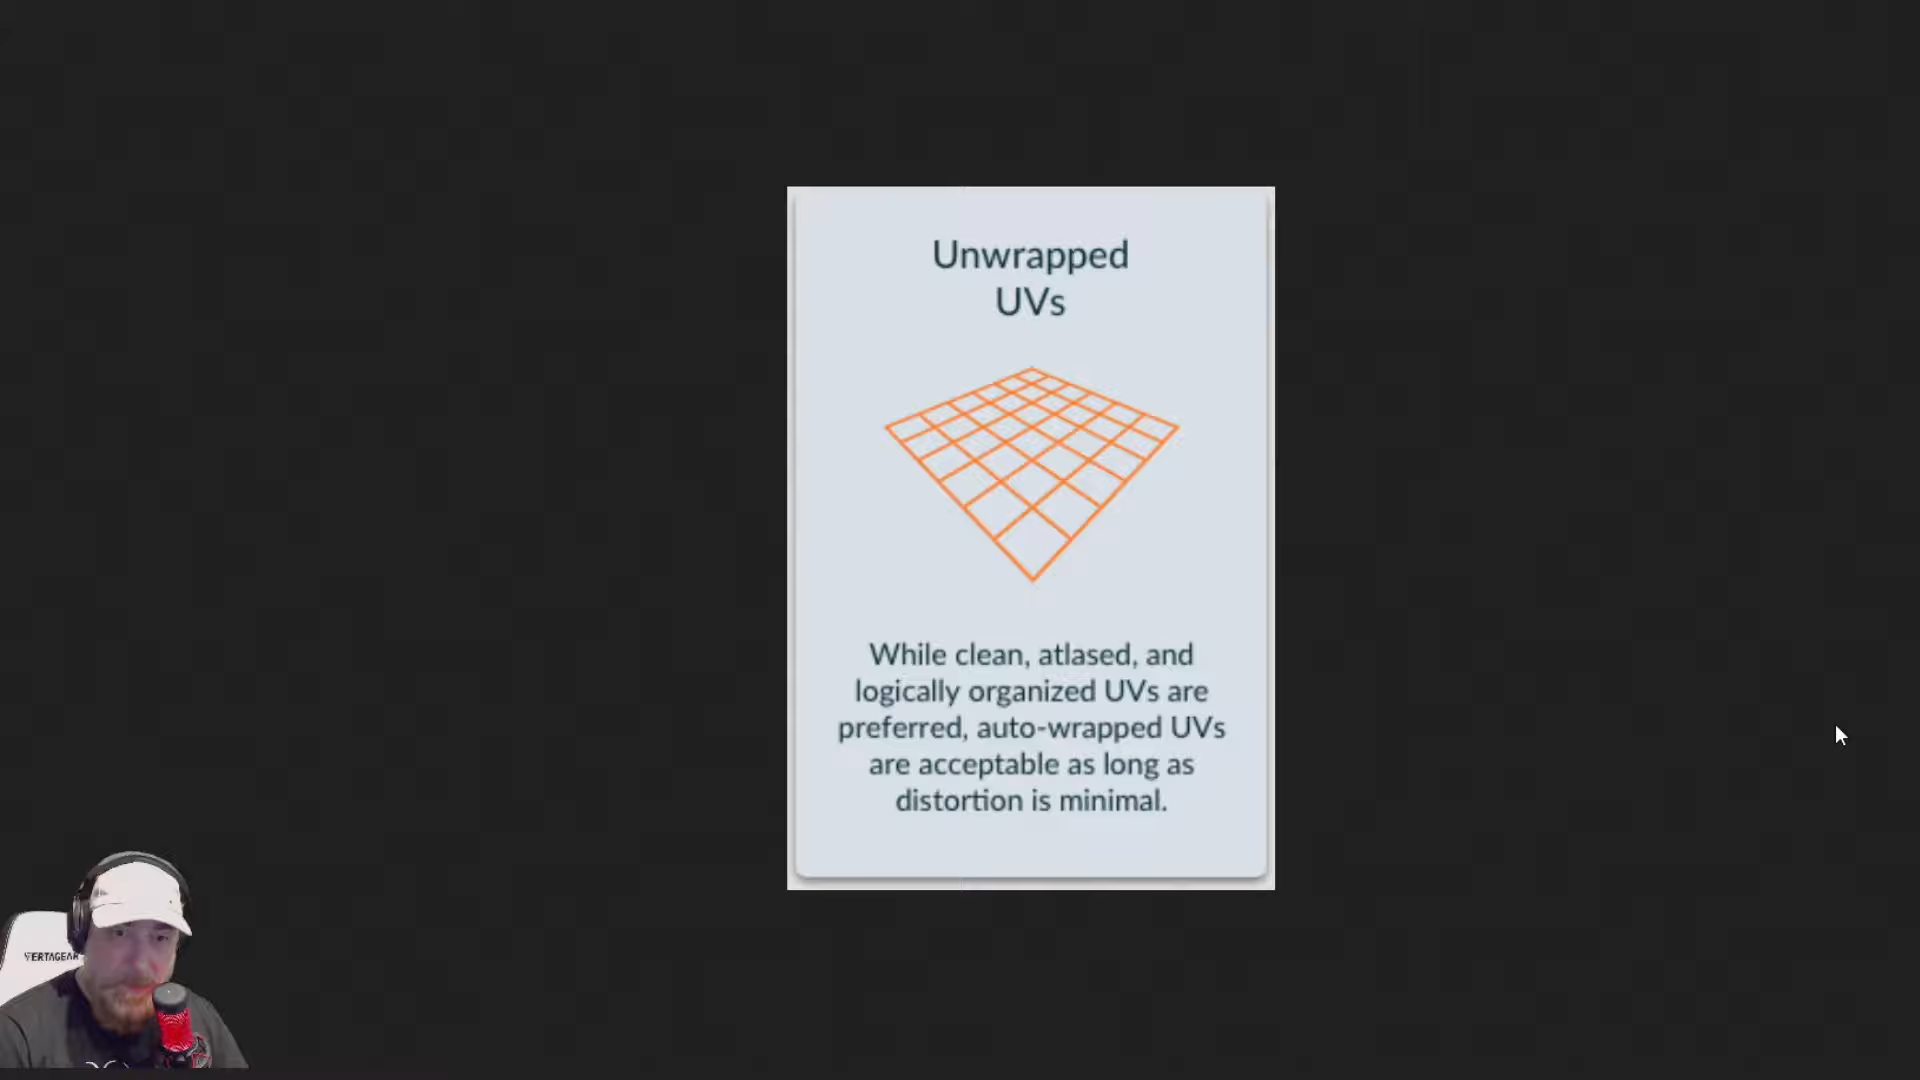 Unwrapped
UVs
While clean, atlased, and
logically organized UVs are
preferred, auto-wrapped UVs
are acceptable as long as
distortion is minimal.
VERTAGEAR